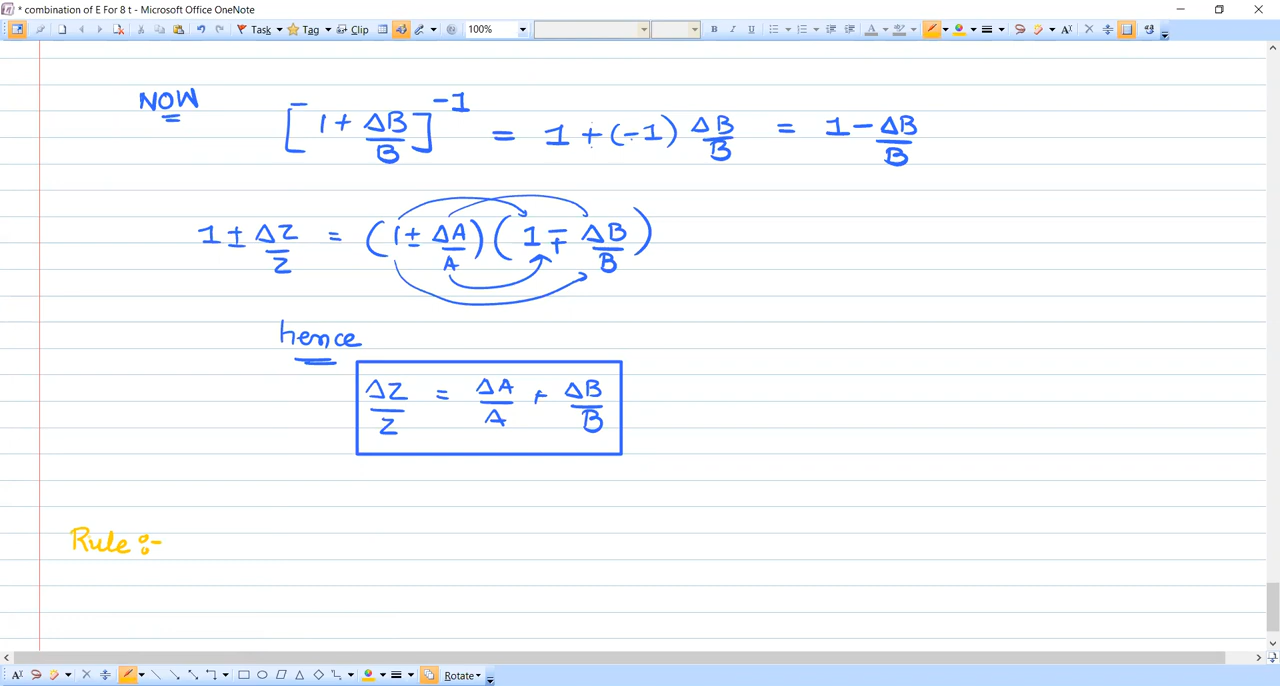 * combination of E For 8 t - Microsoft Office OneNote
Task Tag Clip 100% B I U
NOW [1 + ΔB/B]^-1 = 1 + (-1) ΔB/B = 1 - ΔB/B
1 ± ΔZ/Z = (1 ± ΔA/A) (1 ∓ ΔB/B)
hence
ΔZ/Z = ΔA/A + ΔB/B
Rule :-
Rotate